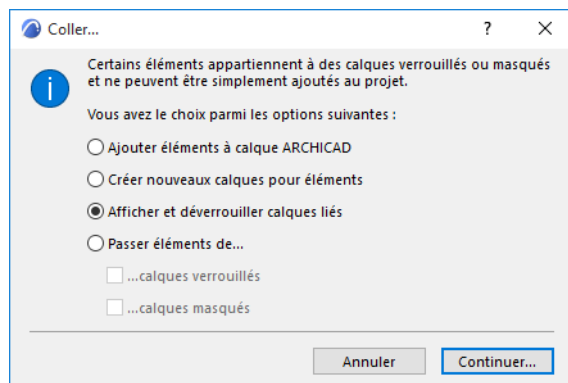 Coller...
?
Certains éléments appartiennent à des calques verrouillés ou masqués
et ne peuvent être simplement ajoutés au projet.
Vous avez le choix parmi les options suivantes :
Ajouter éléments à calque ARCHICAD
Créer nouveaux calques pour éléments
Afficher et déverrouiller calques liés
Passer éléments de...
...calques verrouillés
...calques masqués
Annuler
Continuer...